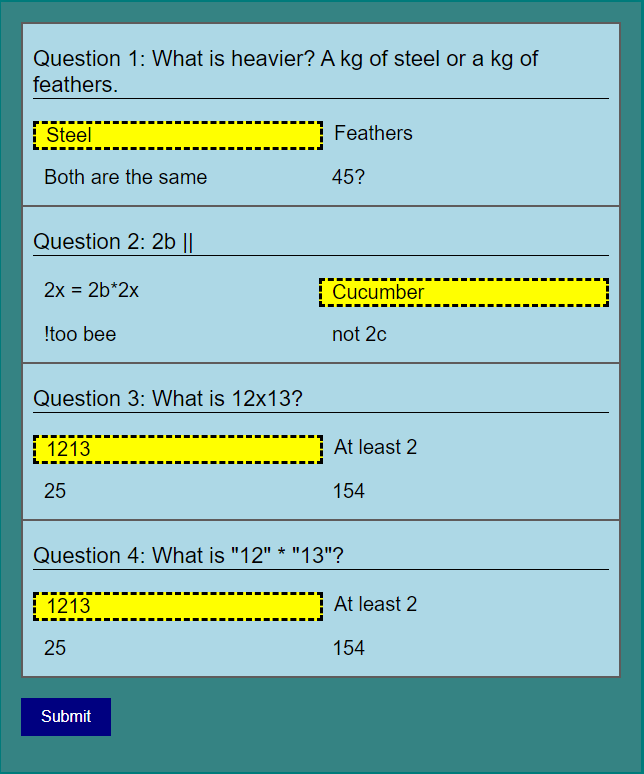 Question 1: What is heavier? A kg of steel or a kg of
feathers.
Steel
Feathers
Both are the same
45?
Question 2: 2b ||
2x = 2b*2x
Cucumber
!too bee
not 2c
Question 3: What is 12x13?
1213
At least 2
25
154
Question 4: What is "12" * "13"?
1213
At least 2
25
154
Submit